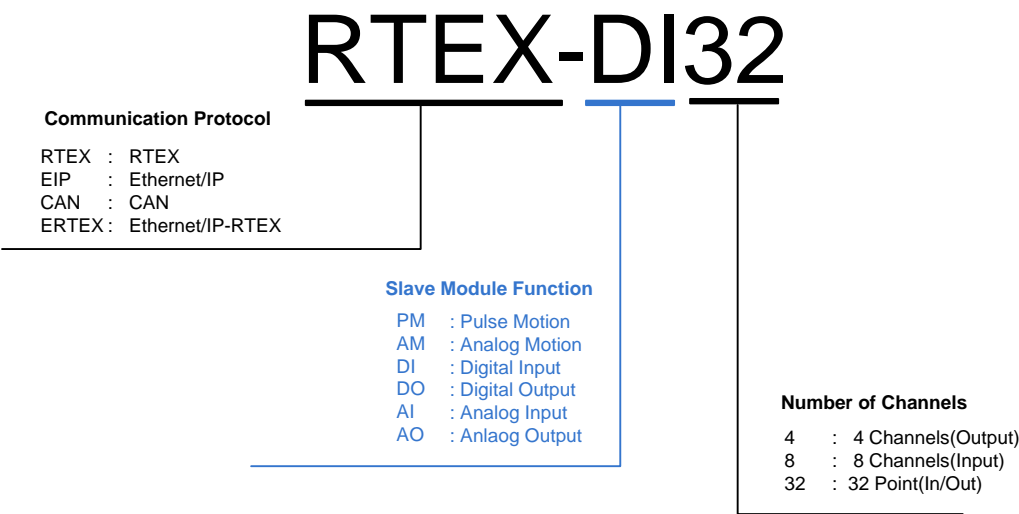 RTEX-DI32
Communication Protocol
RTEX : RTEX
EIP : Ethernet/IP
CAN : CAN
ERTEX : Ethernet/IP-RTEX
Slave Module Function
PM : Pulse Motion
AM : Analog Motion
DI : Digital Input
DO : Digital Output
AI : Analog Input
AO : Anlaog Output
Number of Channels
4 : 4 Channels(Output)
8 : 8 Channels(Input)
32 : 32 Point(In/Out)